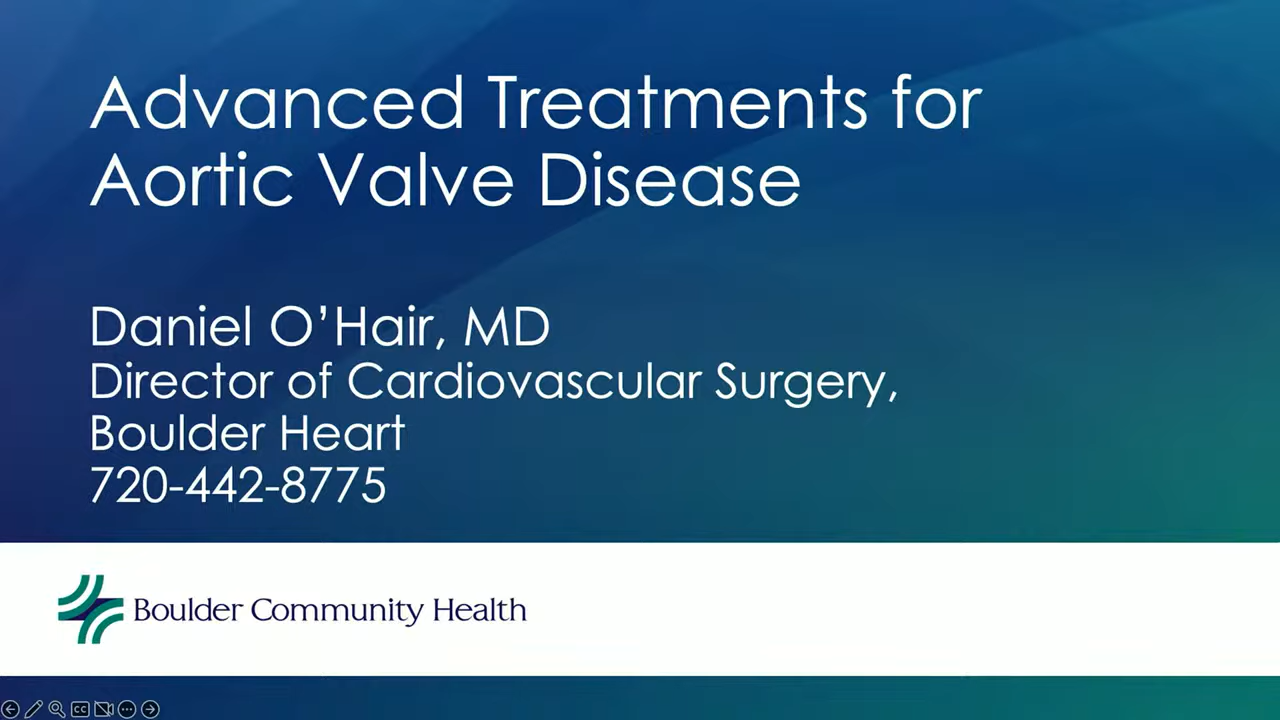 Advanced Treatments for
Aortic Valve Disease
Daniel O’Hair, MD
Director of Cardiovascular Surgery,
Boulder Heart
720-442-8775
Boulder Community Health
CC